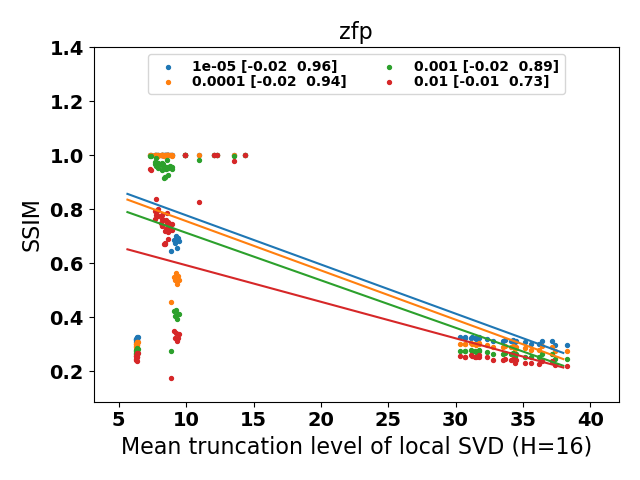 zfp
1e-05 [-0.02  0.96]
0.0001 [-0.02  0.94]
0.001 [-0.02  0.89]
0.01 [-0.01  0.73]
SSIM
1.4
1.2
1.0
0.8
0.6
0.4
0.2
5 10 15 20 25 30 35 40
Mean truncation level of local SVD (H=16)